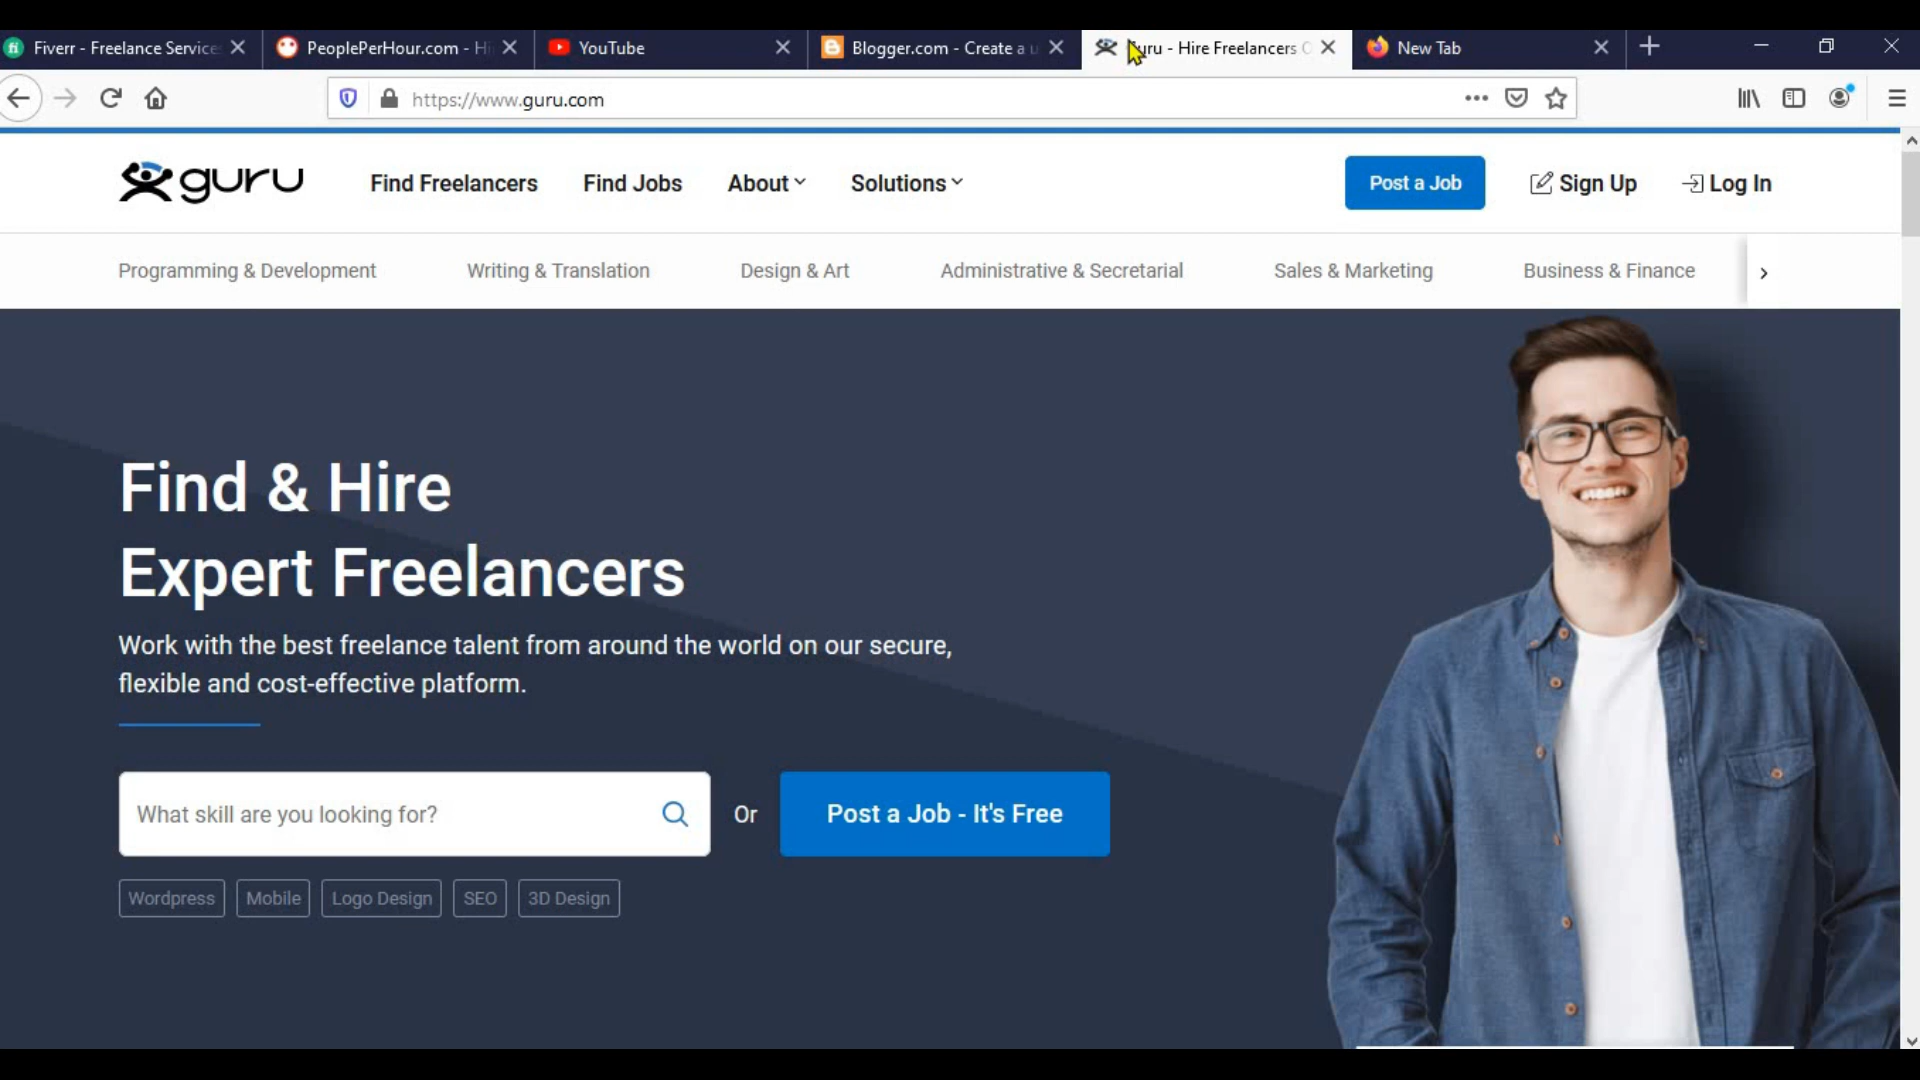 Fiverr - Freelance Service
PeoplePerHour.com - Hi
YouTube
Blogger.com - Create a u
uru - Hire Freelancers O
New Tab
https://www.guru.com
guru
Find Freelancers
Find Jobs
About
Solutions
Post a Job
Sign Up
Log In
Programming & Development
Writing & Translation
Design & Art
Administrative & Secretarial
Sales & Marketing
Business & Finance
Find & Hire
Expert Freelancers
Work with the best freelance talent from around the world on our secure,
flexible and cost-effective platform.
What skill are you looking for?
Or
Post a Job - It's Free
Wordpress
Mobile
Logo Design
SEO
3D Design